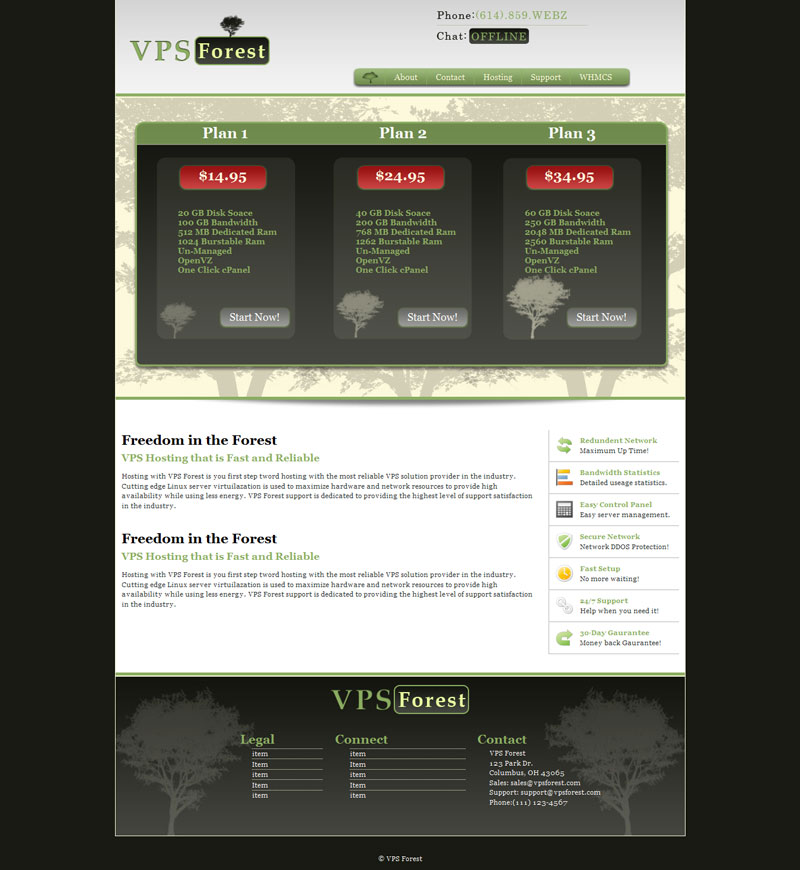 VPS Forest
Phone:(614).859.WEBZ
Chat: OFFLINE
About Contact Hosting Support WHMCS
Plan 1
$14.95
20 GB Disk Soace
100 GB Bandwidth
512 MB Dedicated Ram
1024 Burstable Ram
Un-Managed
OpenVZ
One Click cPanel
Start Now!
Plan 2
$24.95
40 GB Disk Soace
200 GB Bandwidth
768 MB Dedicated Ram
1262 Burstable Ram
Un-Managed
OpenVZ
One Click cPanel
Start Now!
Plan 3
$34.95
60 GB Disk Soace
250 GB Bandwidth
2048 MB Dedicated Ram
2560 Burstable Ram
Un-Managed
OpenVZ
One Click cPanel
Start Now!
Freedom in the Forest
VPS Hosting that is Fast and Reliable
Hosting with VPS Forest is you first step tword hosting with the most reliable VPS solution provider in the industry.
Cutting edge Linux server virtuilazation is used to maximize hardware and network resources to provide high
availability while using less energy. VPS Forest support is dedicated to providing the highest level of support satisfaction
in the industry.
Freedom in the Forest
VPS Hosting that is Fast and Reliable
Hosting with VPS Forest is you first step tword hosting with the most reliable VPS solution provider in the industry.
Cutting edge Linux server virtuilazation is used to maximize hardware and network resources to provide high
availability while using less energy. VPS Forest support is dedicated to providing the highest level of support satisfaction
in the industry.
Redundent Network
Maximum Up Time!
Bandwidth Statistics
Detailed useage statistics.
Easy Control Panel
Easy server management.
Secure Network
Network DDOS Protection!
Fast Setup
No more waiting!
24/7 Support
Help when you need it!
30-Day Gaurantee
Money back Gaurantee!
VPS Forest
Legal
item
Item
item
Item
item
Connect
item
Item
item
Item
item
Contact
VPS Forest
123 Park Dr.
Columbus, OH 43065
Sales: sales@vpsforest.com
Support: support@vpsforest.com
Phone:(111) 123-4567
© VPS Forest